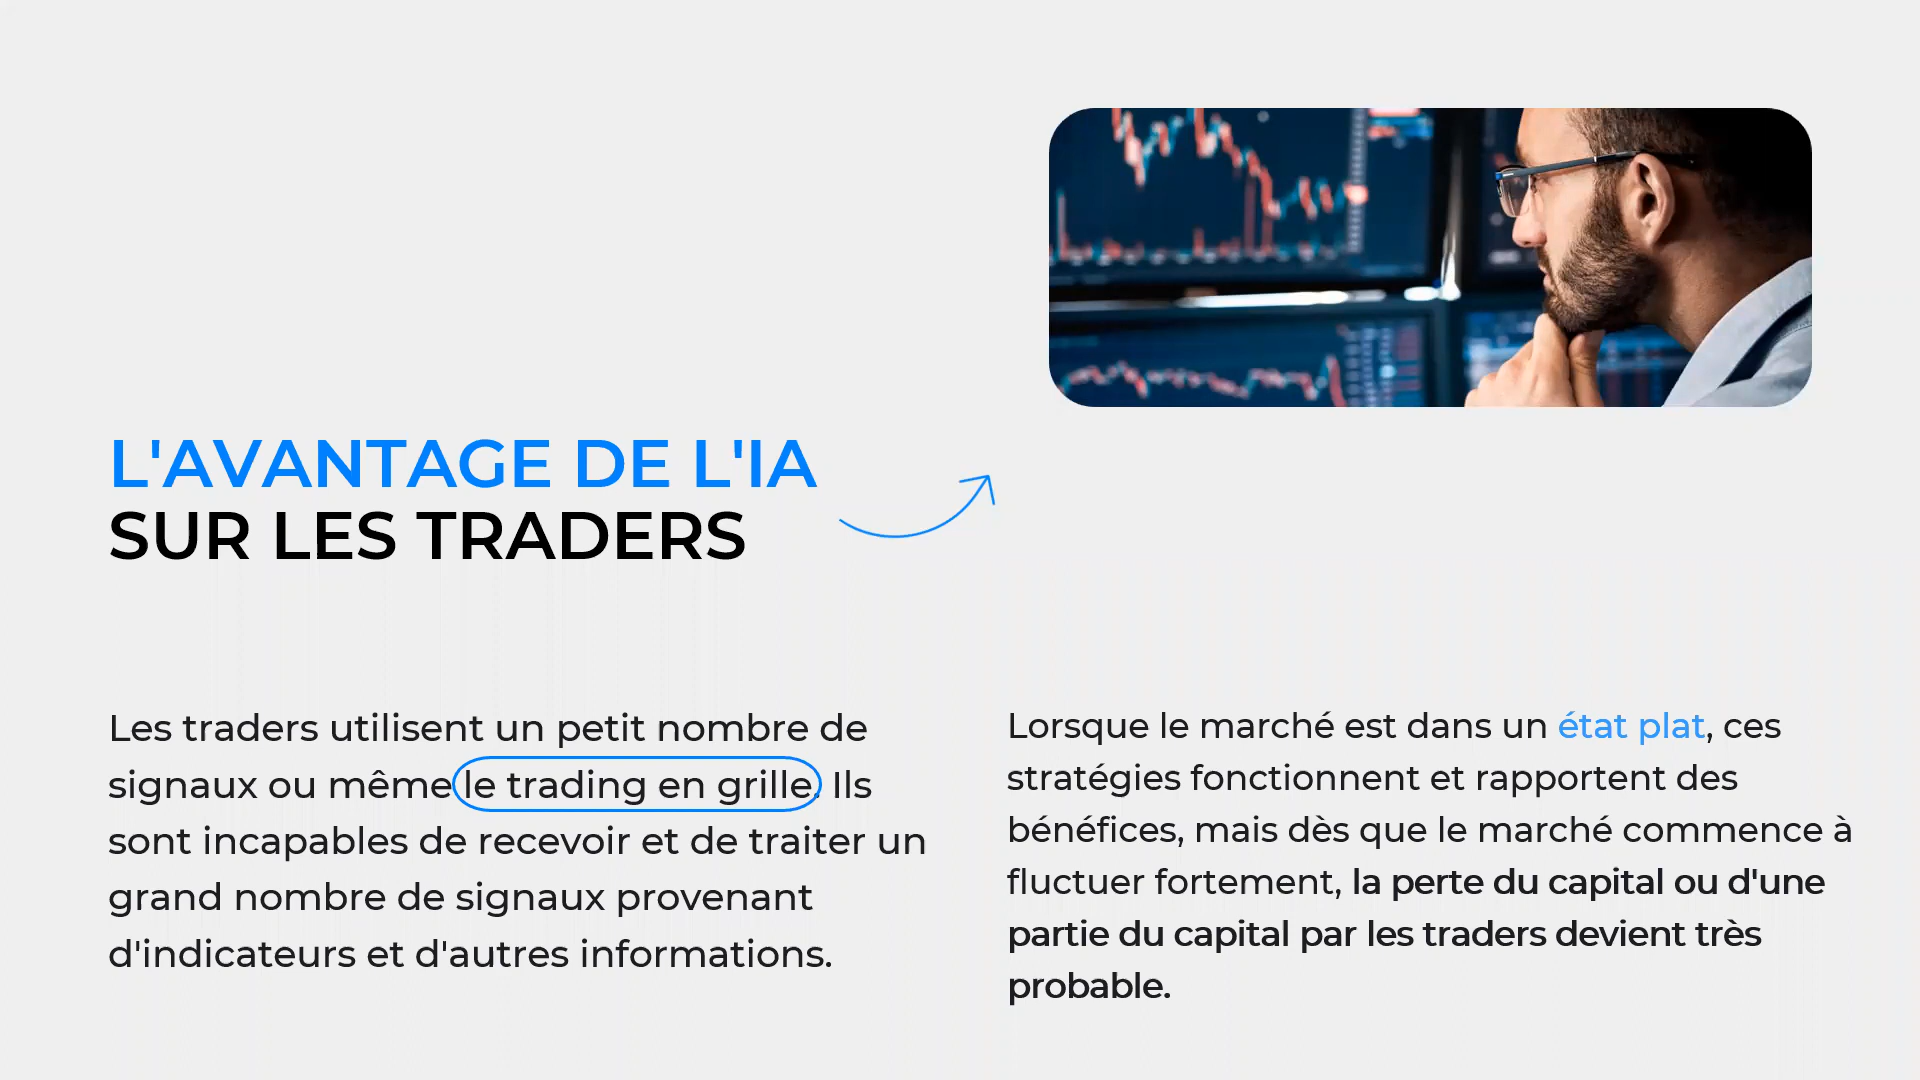 L'AVANTAGE DE L'IA
SUR LES TRADERS
Les traders utilisent un petit nombre de
signaux ou même le trading en grille. Ils
sont incapables de recevoir et de traiter un
grand nombre de signaux provenant
d'indicateurs et d'autres informations.
Lorsque le marché est dans un état plat, ces
stratégies fonctionnent et rapportent des
bénéfices, mais dès que le marché commence à
fluctuer fortement, la perte du capital ou d'une
partie du capital par les traders devient très
probable.